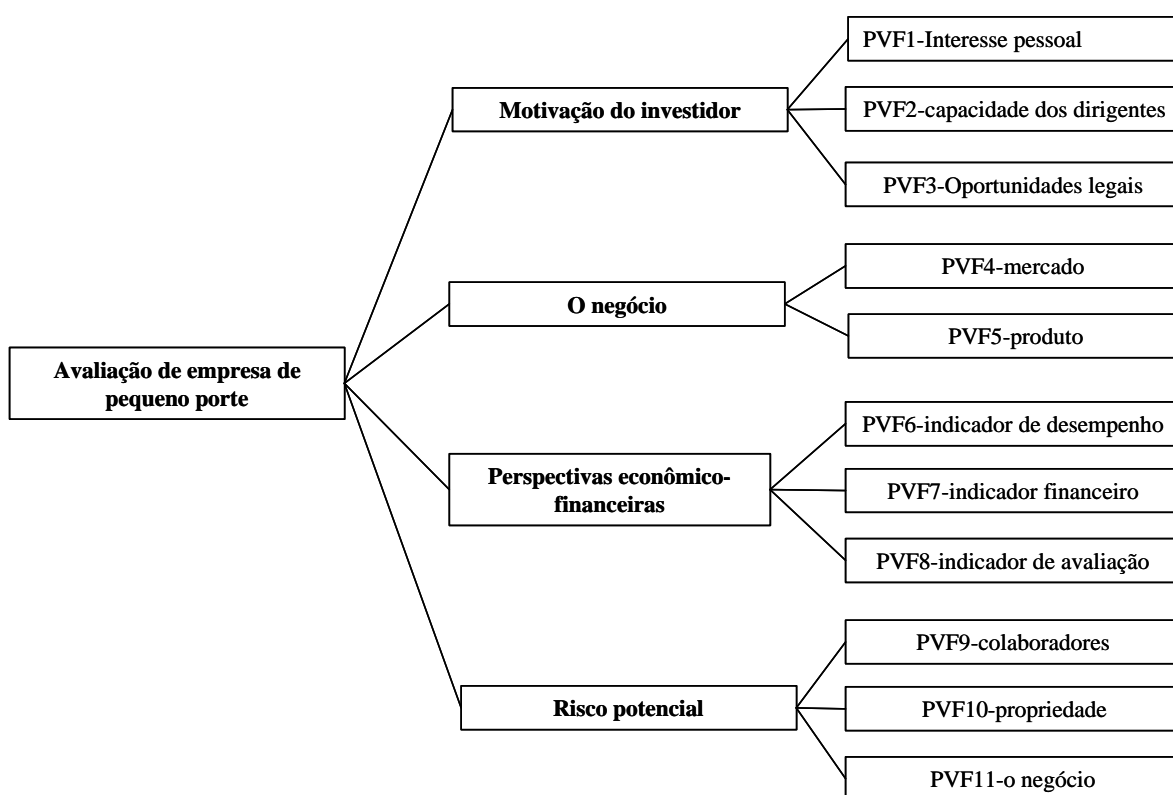 Avaliação de empresa de
pequeno porte
Motivação do investidor
PVF1-Interesse pessoal
PVF2-capacidade dos dirigentes
PVF3-Oportunidades legais
O negócio
PVF4-mercado
PVF5-produto
Perspectivas econômico-
financeiras
PVF6-indicador de desempenho
PVF7-indicador financeiro
PVF8-indicador de avaliação
Risco potencial
PVF9-colaboradores
PVF10-propriedade
PVF11-o negócio